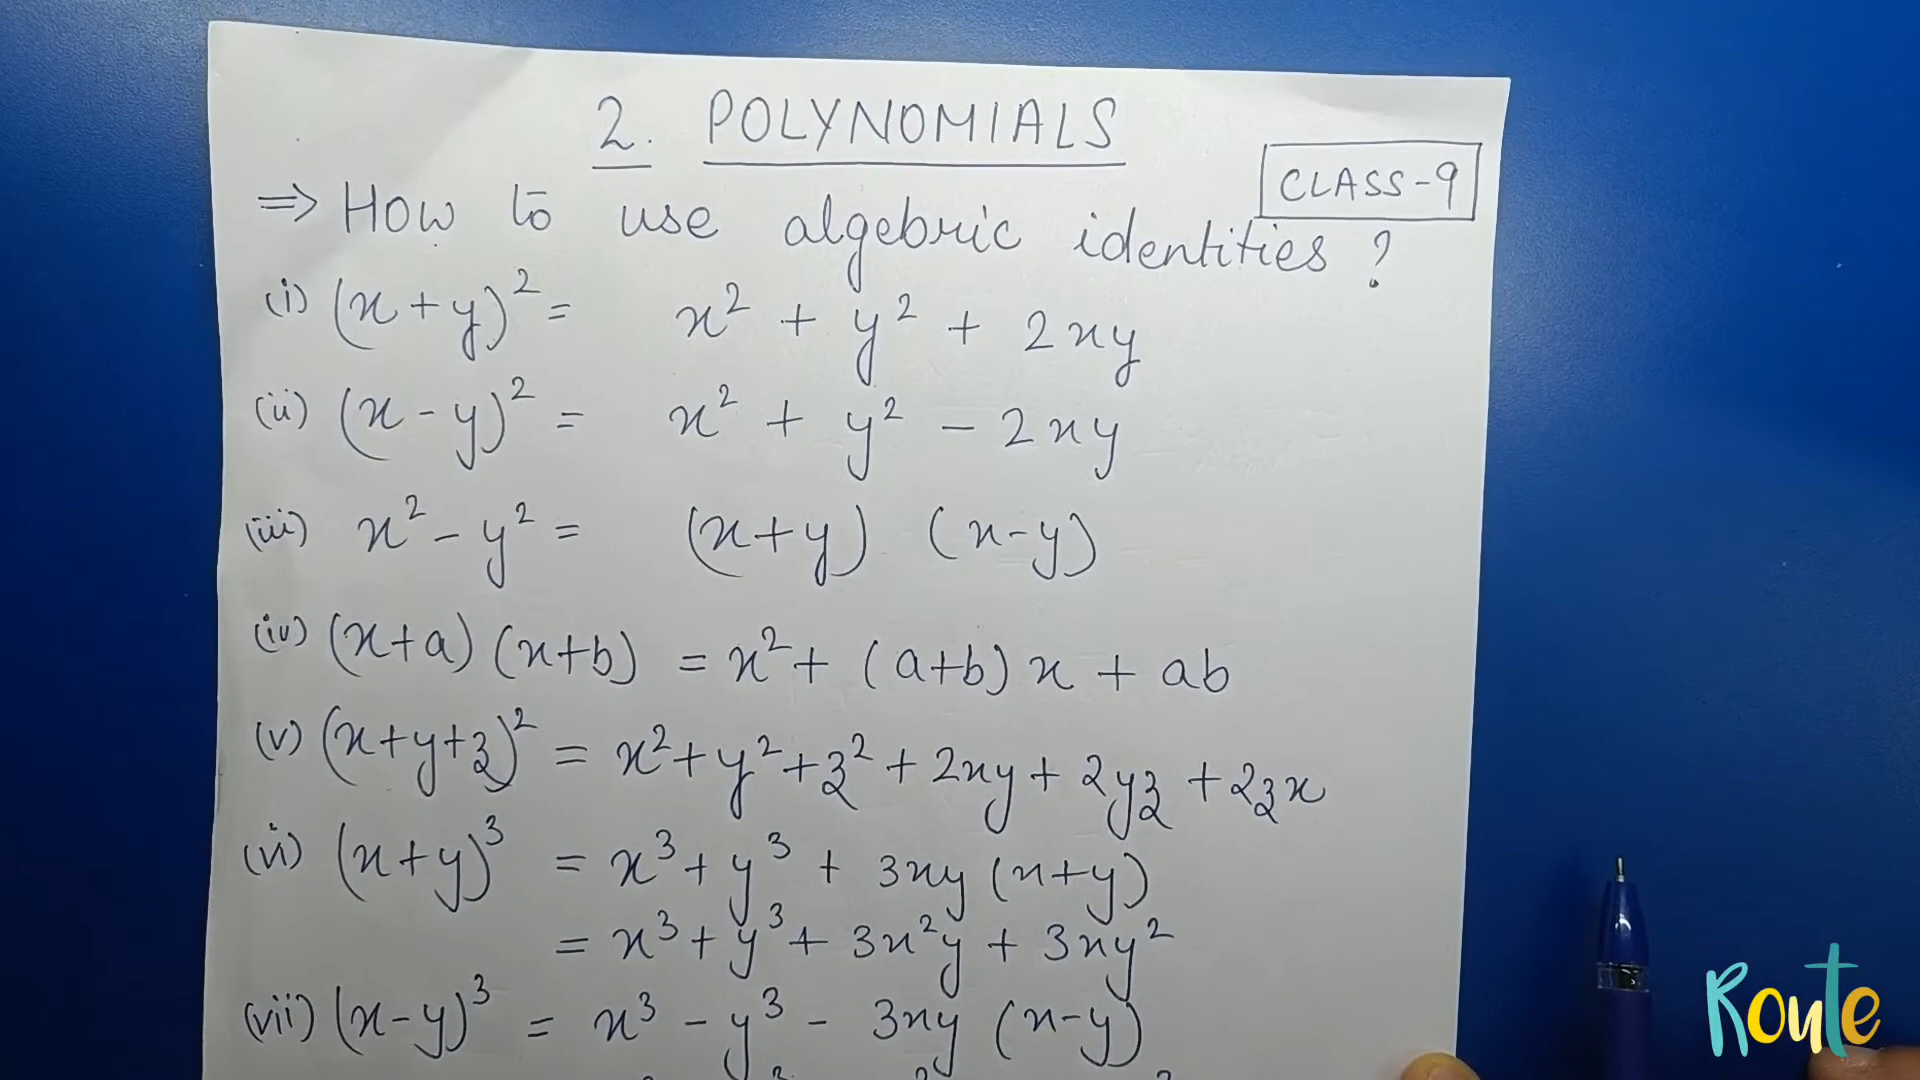 2. POLYNOMIALS
CLASS-9
⇒ How to use algebric identities ?
(i) (x+y)² = x² + y² + 2xy
(ii) (x-y)² = x² + y² - 2xy
(iii) x² - y² = (x+y) (x-y)
(iv) (x+a) (x+b) = x² + (a+b) x + ab
(v) (x+y+z)² = x² + y² + z² + 2xy + 2yz + 2zx
(vi) (x+y)³ = x³ + y³ + 3xy (x+y)
= x³ + y³ + 3x²y + 3xy²
(vii) (x-y)³ = x³ - y³ - 3xy (x-y)
Route